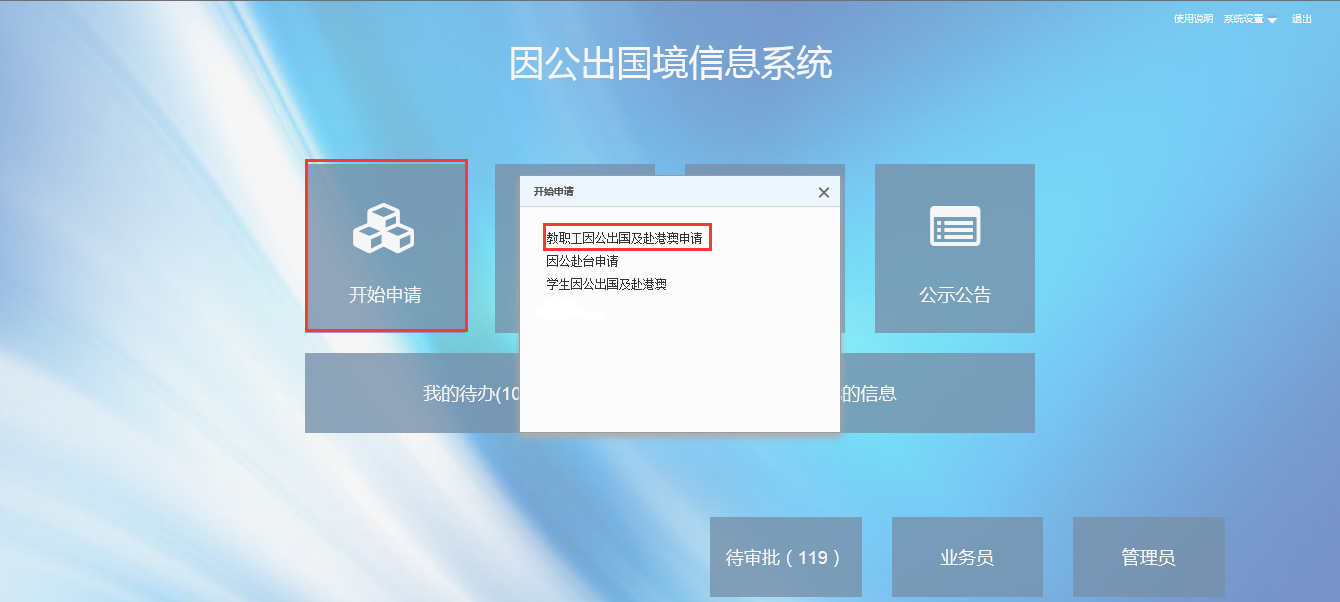 使用说明 系统设置 退出
因公出国境信息系统
开始申请
教职工因公出国及赴港澳申请
因公赴台申请
学生因公出国及赴港澳
开始申请
公示公告
我的待办(10
的信息
待审批（119）
业务员
管理员